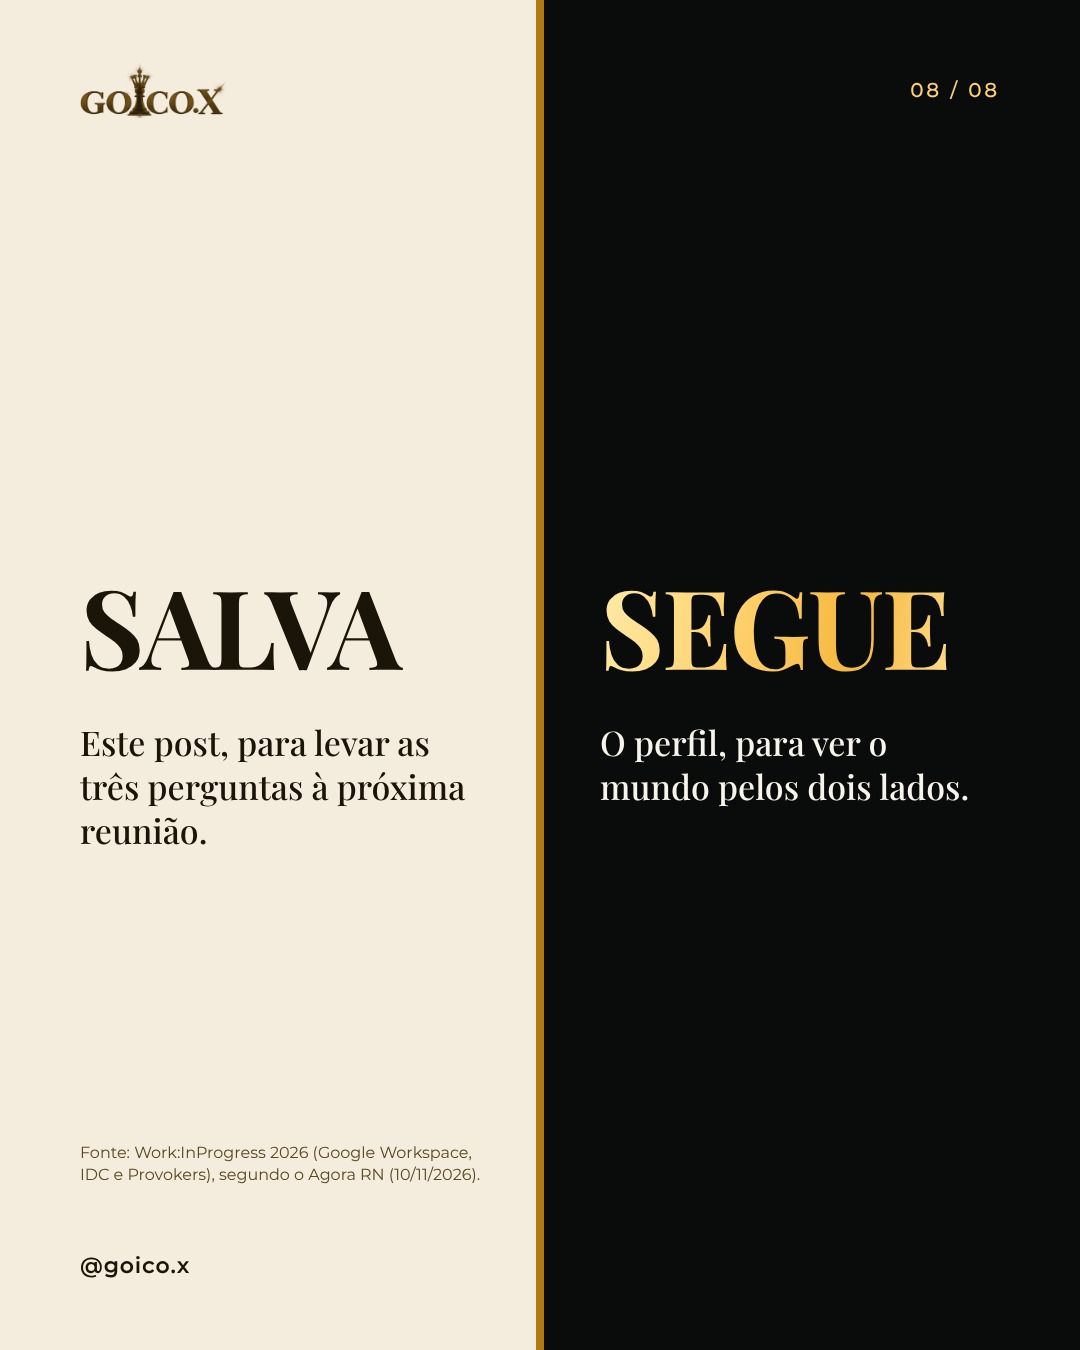 GOICO.X
08 / 08
SALVA
Este post, para levar as
três perguntas à próxima
reunião.
SEGUE
O perfil, para ver o
mundo pelos dois lados.
Fonte: Work:InProgress 2026 (Google Workspace,
IDC e Provokers), segundo o Agora RN (10/11/2026).
@goico.x